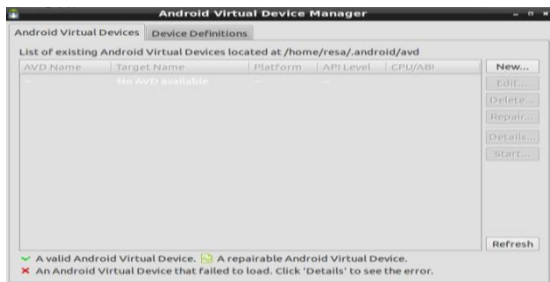 Android Virtual Device Manager
Android Virtual Devices Device Definitions
List of existing Android Virtual Devices located at /home/resa/.android/avd
AVD Name Target Name Platform API Level CPU/ABI
-- No AVD available -- --
New...
Edit...
Delete...
Repair...
Details...
Start...
Refresh
A valid Android Virtual Device. A repairable Android Virtual Device.
An Android Virtual Device that failed to load. Click 'Details' to see the error.